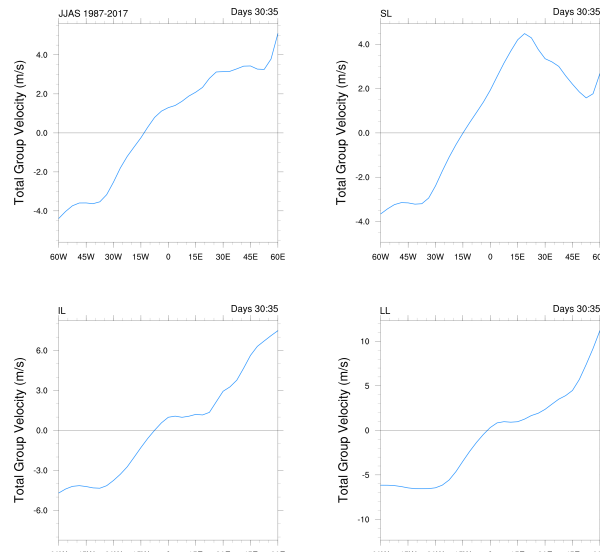 JJAS 1987-2017 Days 30:35
Total Group Velocity (m/s)
4.0
2.0
0.0
-2.0
-4.0
60W 45W 30W 15W 0 15E 30E 45E 60E
SL Days 30:35
Total Group Velocity (m/s)
4.0
2.0
0.0
-2.0
-4.0
60W 45W 30W 15W 0 15E 30E 45E
IL Days 30:35
Total Group Velocity (m/s)
6.0
3.0
0.0
-3.0
-6.0
LL Days 30:35
Total Group Velocity (m/s)
10
5
0
-5
-10